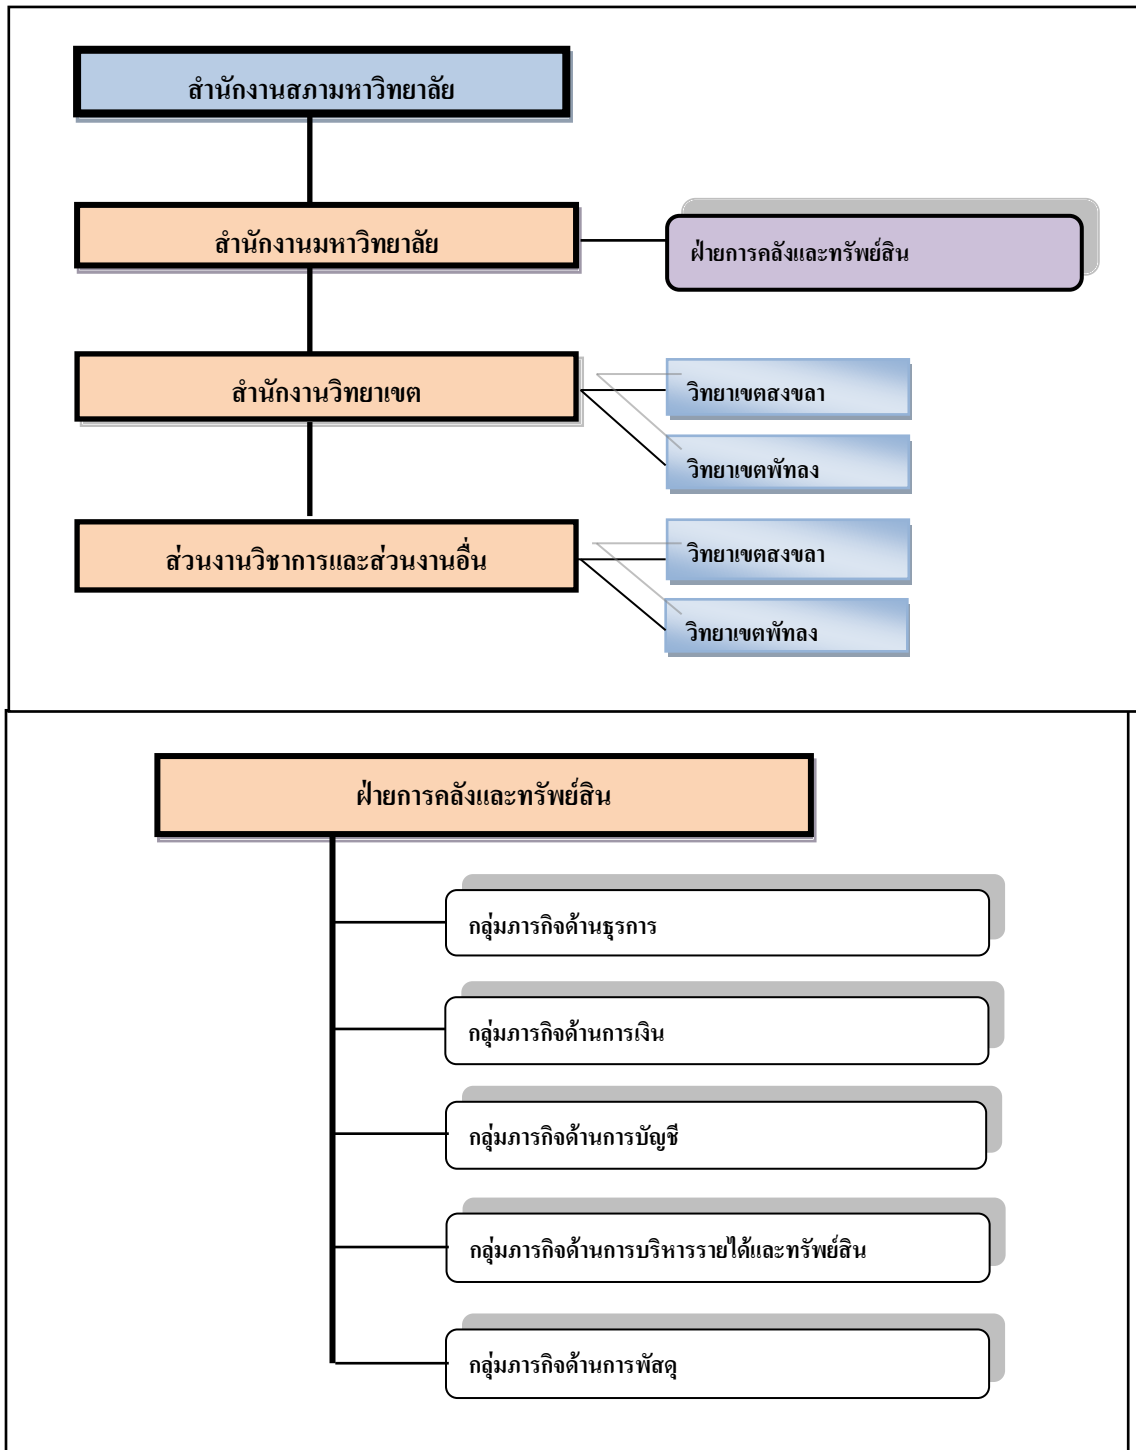 สำนักงานสภามหาวิทยาลัย
สำนักงานมหาวิทยาลัย
ฝ่ายการคลังและทรัพย์สิน
สำนักงานวิทยาเขต
วิทยาเขตสงขลา
วิทยาเขตพัทลง
ส่วนงานวิชาการและส่วนงานอื่น
วิทยาเขตสงขลา
วิทยาเขตพัทลง
ฝ่ายการคลังและทรัพย์สิน
กลุ่มภารกิจด้านธุรการ
กลุ่มภารกิจด้านการเงิน
กลุ่มภารกิจด้านการบัญชี
กลุ่มภารกิจด้านการบริหารรายได้และทรัพย์สิน
กลุ่มภารกิจด้านการพัสดุ